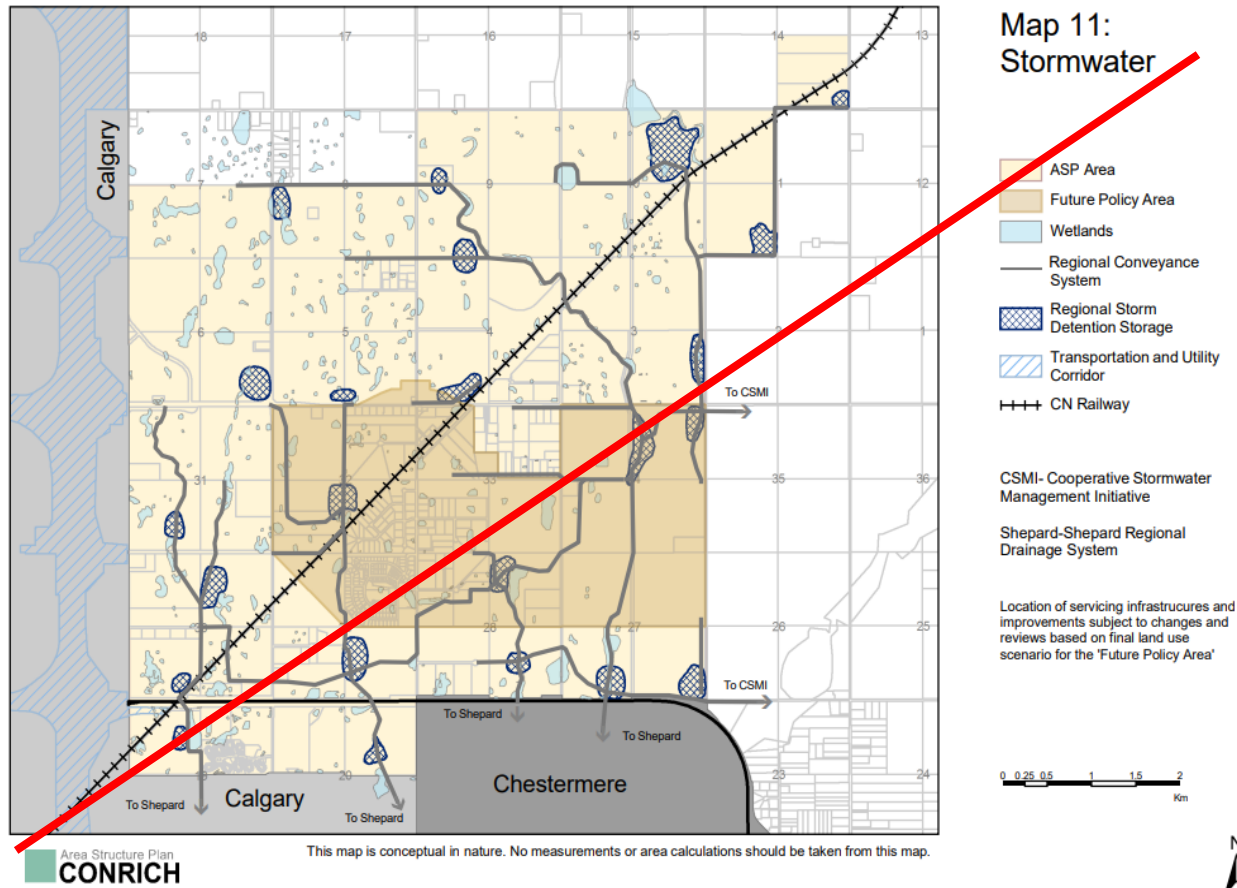 Map 11:
Stormwater
18
17
16
15
14
13
Calgary
7
9
1
12
6
5
4
3
2
1
To CSMI
31
33
35
36
28
27
26
25
To CSMI
To Shepard
To Shepard
19
20
23
24
Calgary
Chestermere
To Shepard
To Shepard
ASP Area
Future Policy Area
Wetlands
Regional Conveyance
System
Regional Storm
Detention Storage
Transportation and Utility
Corridor
CN Railway
CSMI- Cooperative Stormwater
Management Initiative
Shepard-Shepard Regional
Drainage System
Location of servicing infrastrucures and
improvements subject to changes and
reviews based on final land use
scenario for the 'Future Policy Area'
0 0.25 0.5 1 1.5 2
Km
N
Area Structure Plan
CONRICH
This map is conceptual in nature. No measurements or area calculations should be taken from this map.